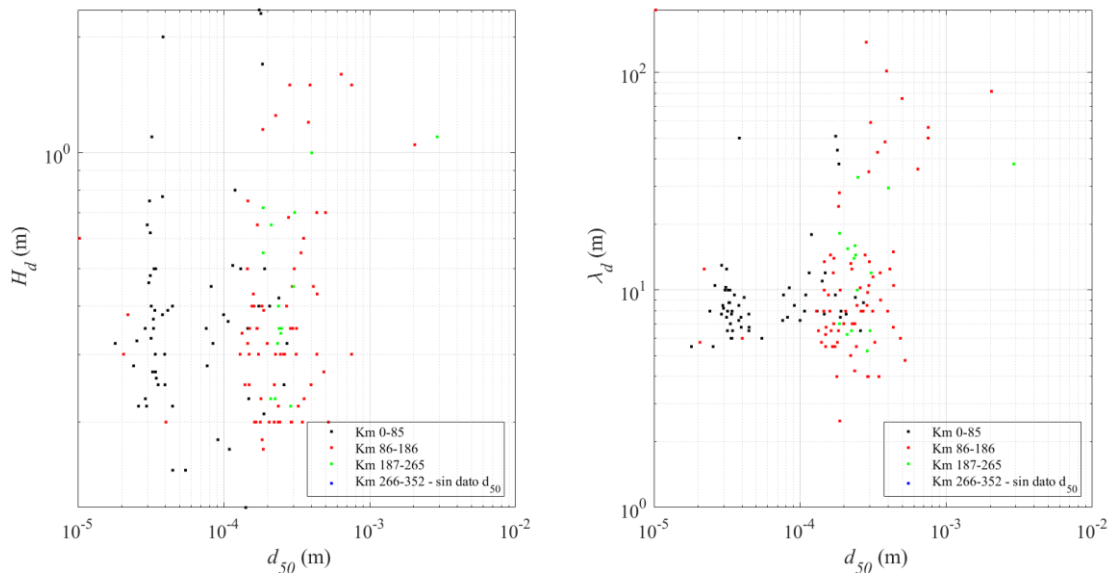 10^0
H_d (m)
10^-5
10^-4
10^-3
10^-2
d_50 (m)
Km 0-85
Km 86-186
Km 187-265
Km 266-352 - sin dato d_50
10^2
10^1
10^0
λ_d (m)
10^-5
10^-4
10^-3
10^-2
d_50 (m)
Km 0-85
Km 86-186
Km 187-265
Km 266-352 - sin dato d_50